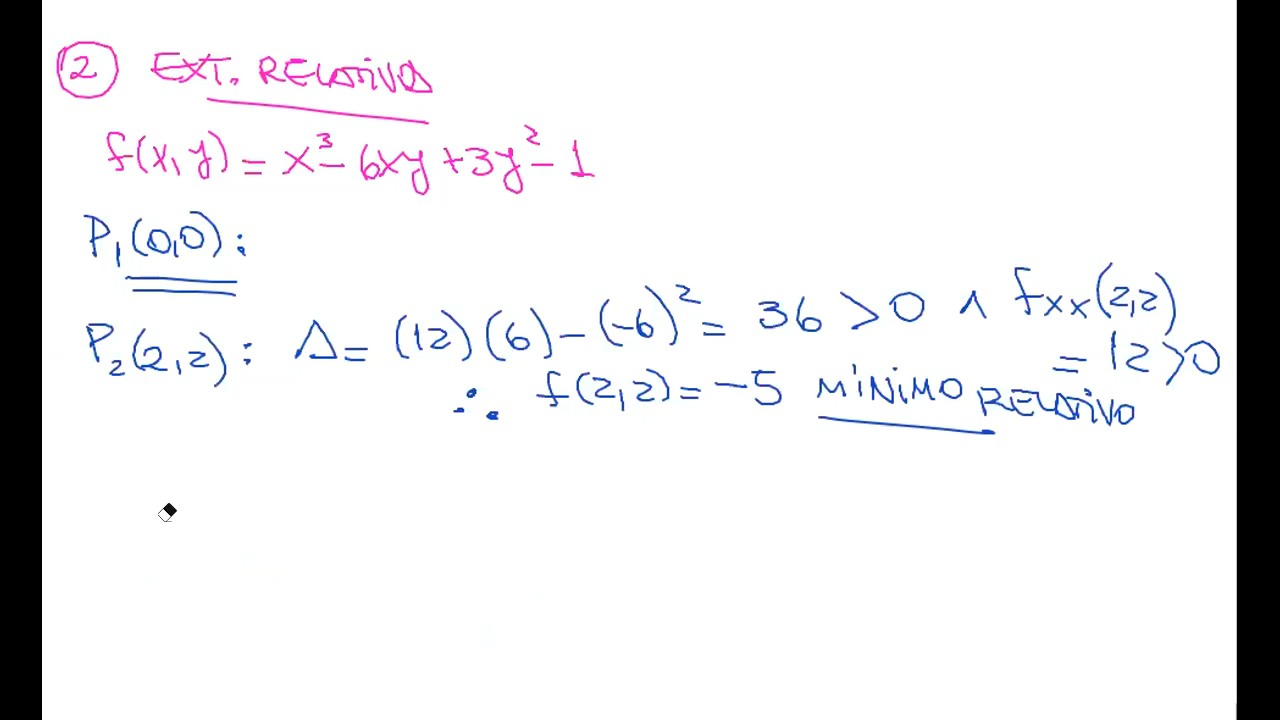 ② EXT. RELATIVOS
f(x,y) = x³ - 6xy + 3y² - 1
P₁(0,0):
P₂(2,2): Δ = (12)(6) - (-6)² = 36 > 0 ∧ fxx(2,2) = 12 > 0
∴ f(2,2) = -5 MÍNIMO RELATIVO